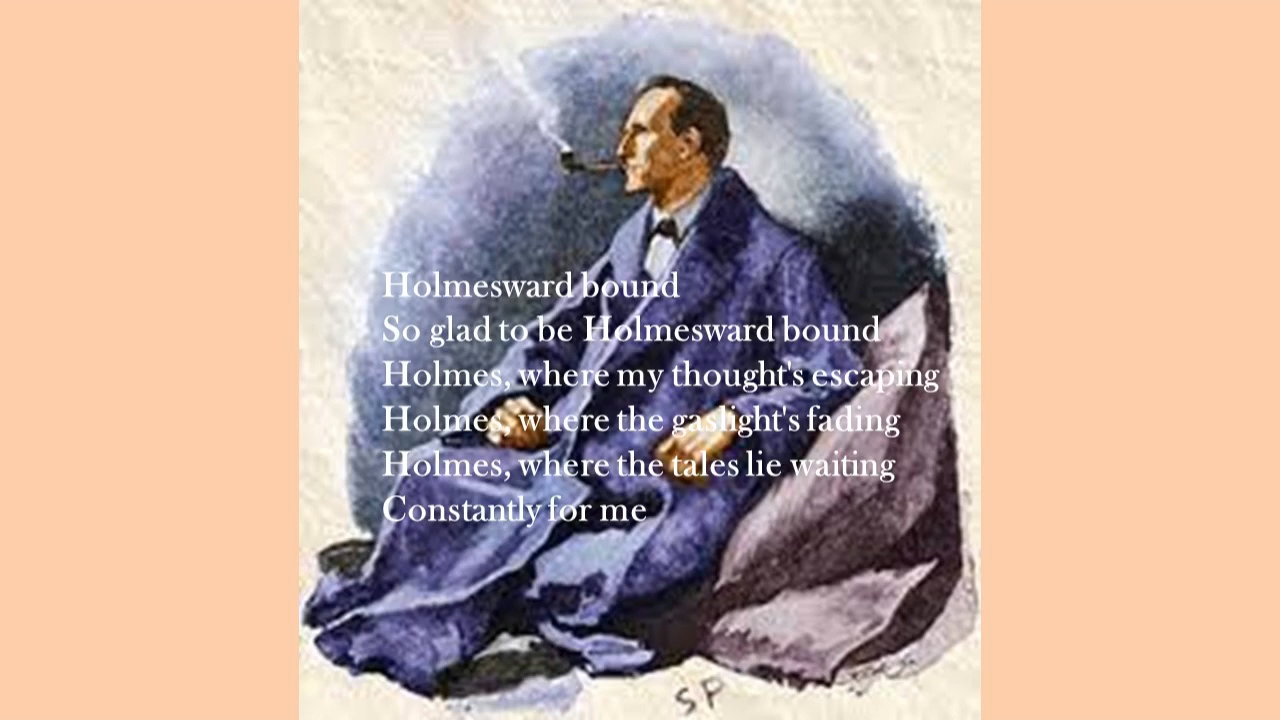 Holmesward bound
So glad to be Holmesward bound
Holmes, where my thought's escaping
Holmes, where the gaslight's fading
Holmes, where the tales lie waiting
Constantly for me
SP